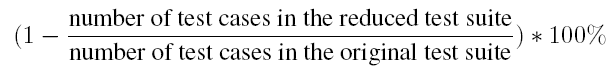 (1 − number of test cases in the reduced test suite / number of test cases in the original test suite) ∗ 100%